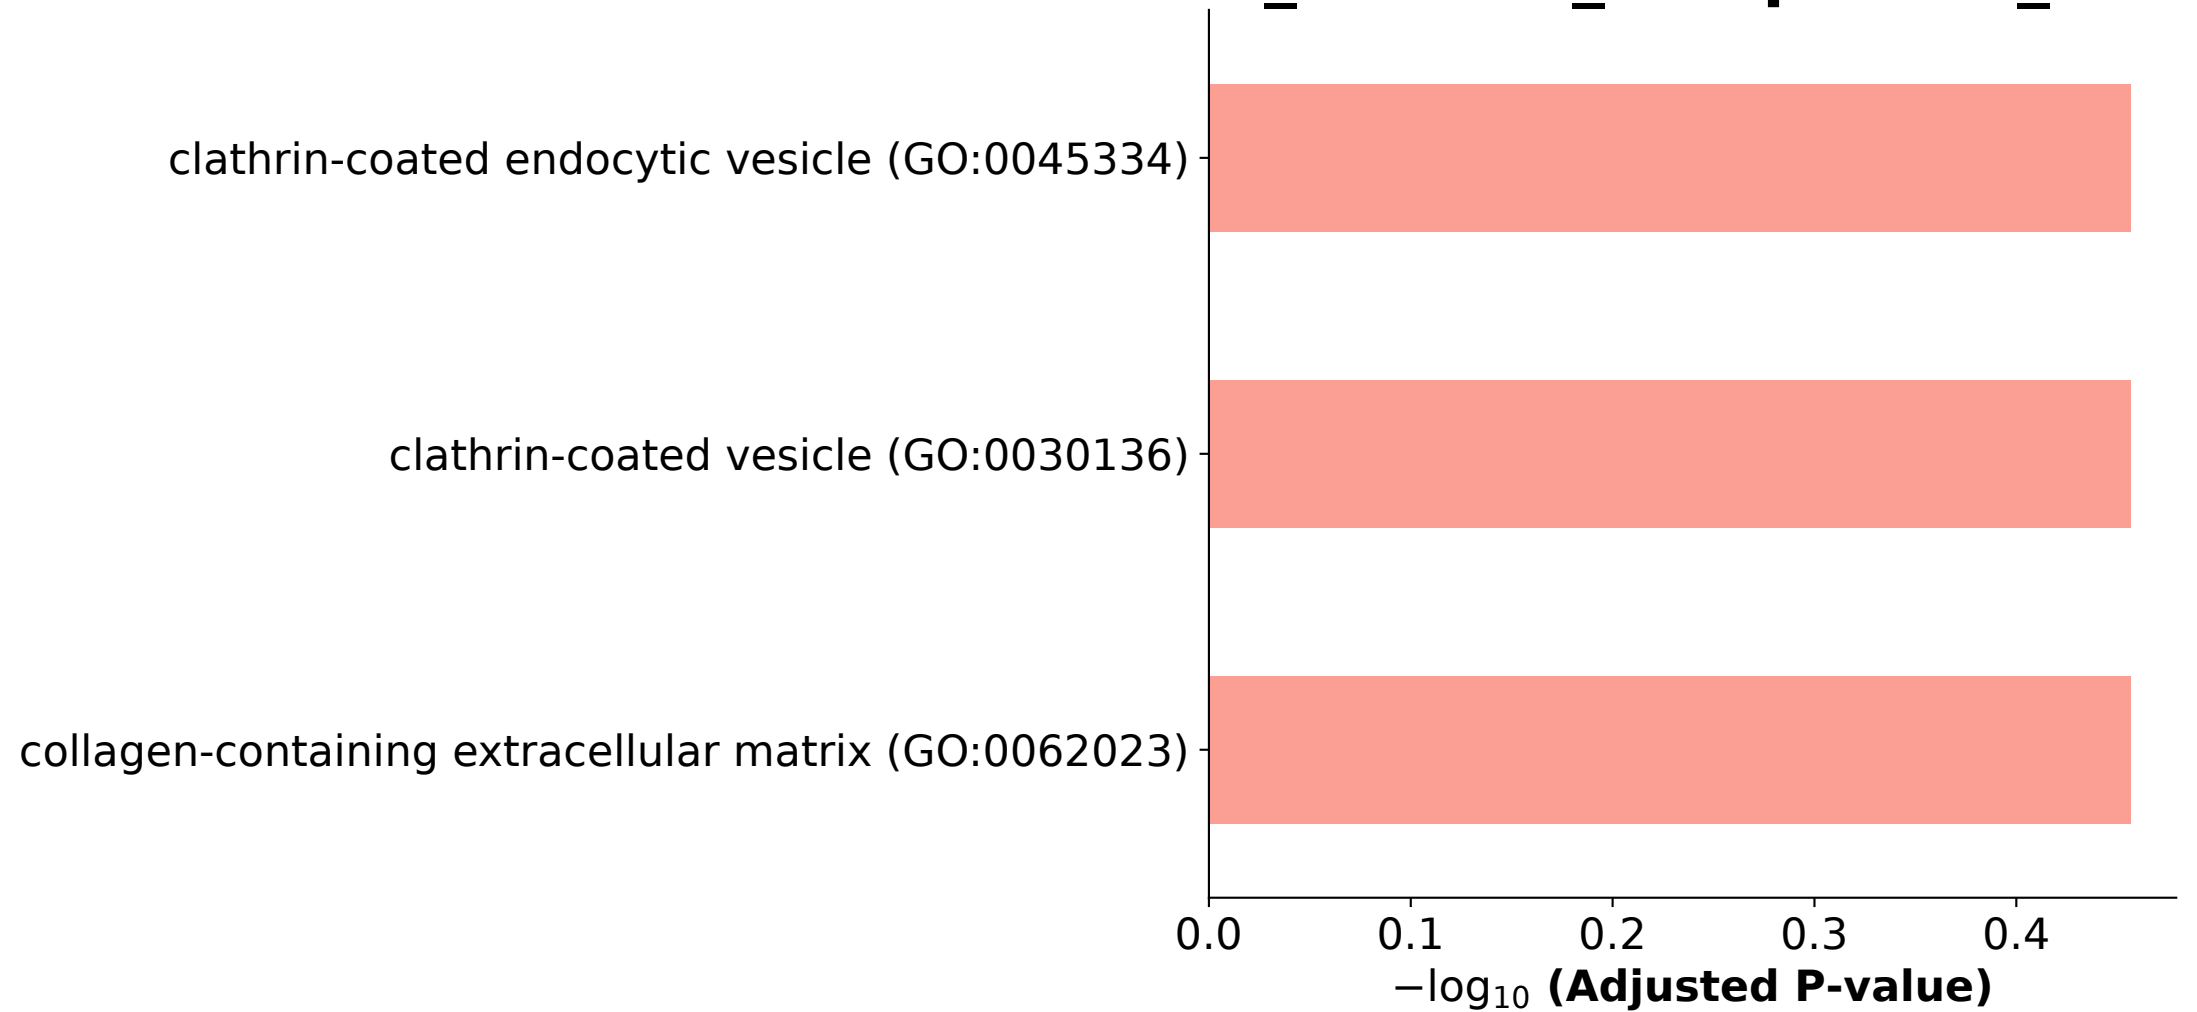 clathrin-coated endocytic vesicle (GO:0045334)
clathrin-coated vesicle (GO:0030136)
collagen-containing extracellular matrix (GO:0062023)
0.0 0.1 0.2 0.3 0.4
−log₁₀ (Adjusted P-value)